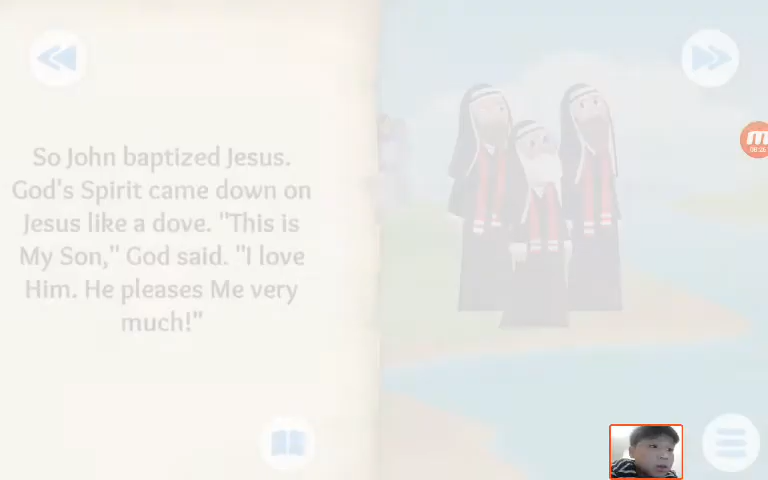 So John baptized Jesus.
God's Spirit came down on
Jesus like a dove. "This is
My Son," God said. "I love
Him. He pleases Me very
much!"